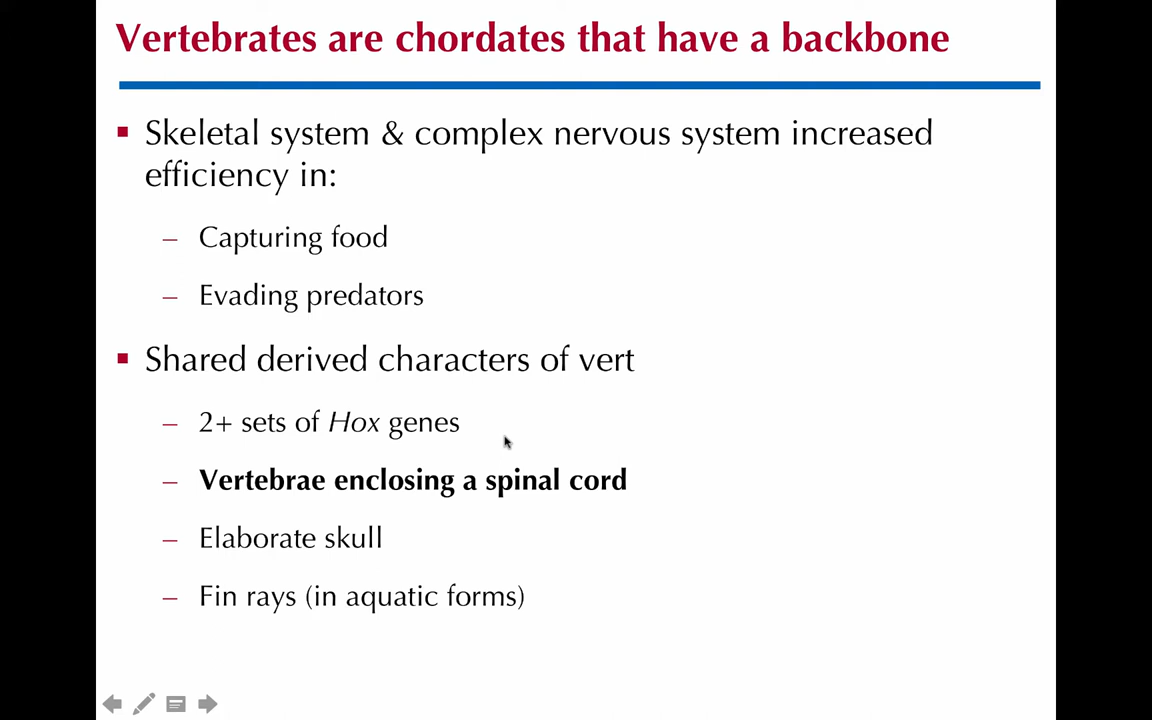 Vertebrates are chordates that have a backbone
▪ Skeletal system & complex nervous system increased
efficiency in:
– Capturing food
– Evading predators
▪ Shared derived characters of vert
– 2+ sets of Hox genes
– Vertebrae enclosing a spinal cord
– Elaborate skull
– Fin rays (in aquatic forms)